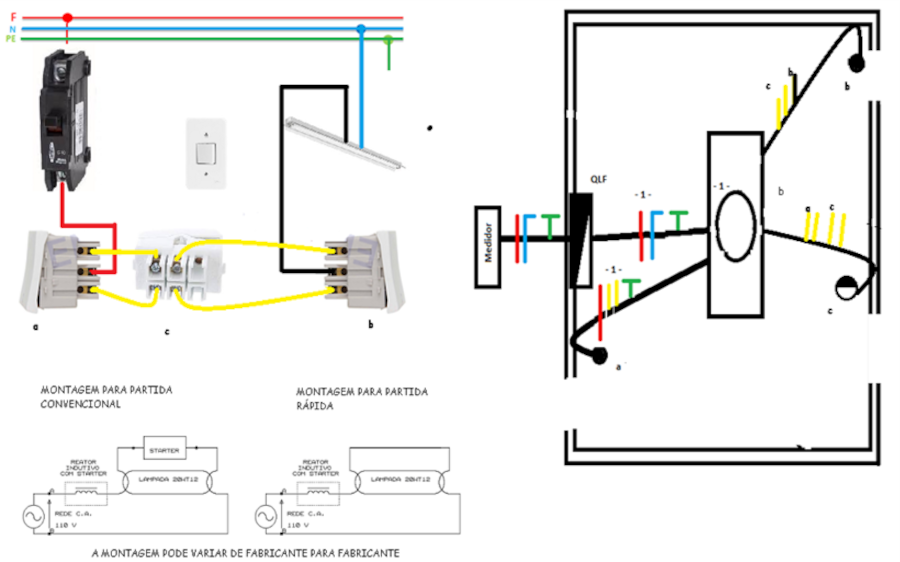 F
N
PE
a
c
b
MONTAGEM PARA PARTIDA
CONVENCIONAL
MONTAGEM PARA PARTIDA
RÁPIDA
STARTER
REATOR
INDUTIVO
COM STARTER
LAMPADA 20WT12
REDE C.A.
110 V
REATOR
INDUTIVO
COM STARTER
LAMPADA 20WT12
REDE C.A.
110 V
A MONTAGEM PODE VARIAR DE FABRICANTE PARA FABRICANTE
Medidor
QLF
- 1 -
- 1 -
- 1 -
a
c
b
b
b
a
c
c